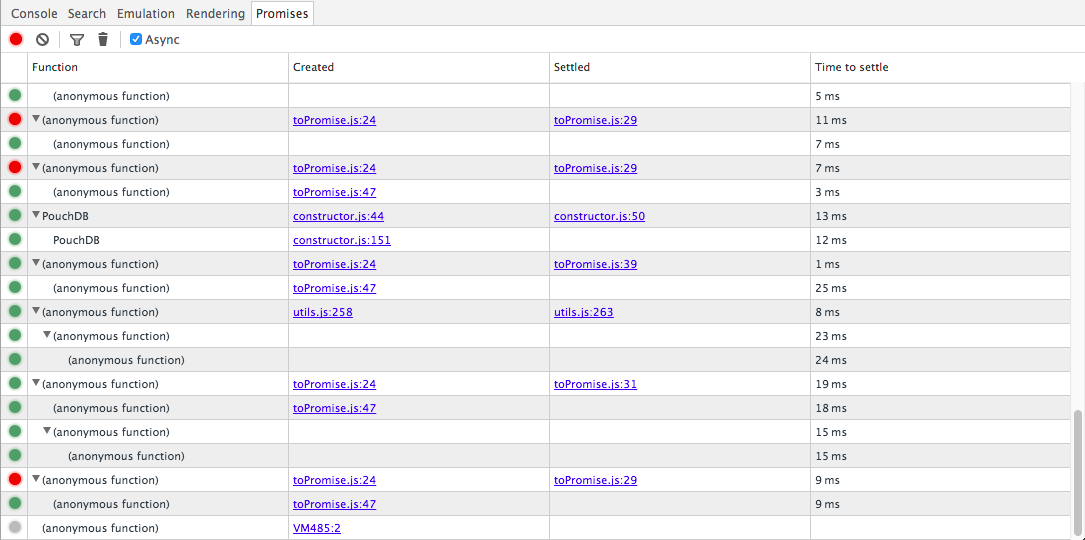 Console Search Emulation Rendering Promises
Async
Function Created Settled Time to settle
(anonymous function) 5 ms
(anonymous function) toPromise.js:24 toPromise.js:29 11 ms
(anonymous function) 7 ms
(anonymous function) toPromise.js:24 toPromise.js:29 7 ms
(anonymous function) toPromise.js:47 3 ms
PouchDB constructor.js:44 constructor.js:50 13 ms
PouchDB constructor.js:151 12 ms
(anonymous function) toPromise.js:24 toPromise.js:39 1 ms
(anonymous function) toPromise.js:47 25 ms
(anonymous function) utils.js:258 utils.js:263 8 ms
(anonymous function) 23 ms
(anonymous function) 24 ms
(anonymous function) toPromise.js:24 toPromise.js:31 19 ms
(anonymous function) toPromise.js:47 18 ms
(anonymous function) 15 ms
(anonymous function) 15 ms
(anonymous function) toPromise.js:24 toPromise.js:29 9 ms
(anonymous function) toPromise.js:47 9 ms
(anonymous function) VM485:2